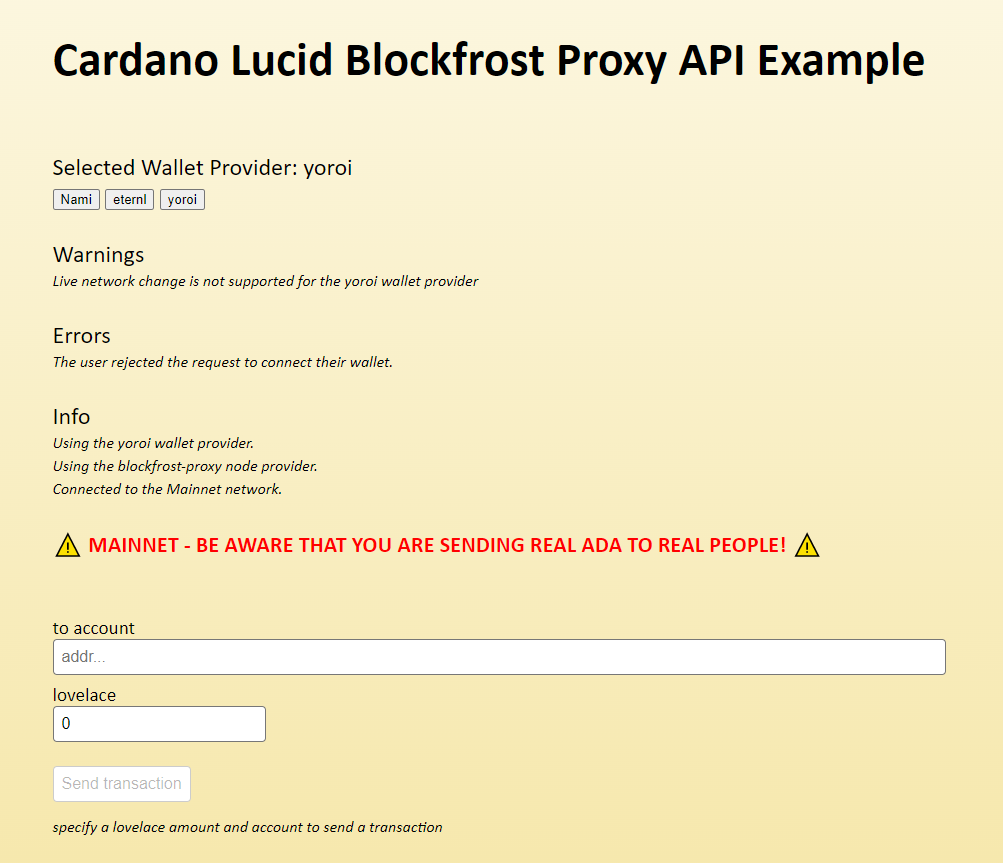 Cardano Lucid Blockfrost Proxy API Example
Selected Wallet Provider: yoroi
Nami eternl yoroi
Warnings
Live network change is not supported for the yoroi wallet provider
Errors
The user rejected the request to connect their wallet.
Info
Using the yoroi wallet provider.
Using the blockfrost-proxy node provider.
Connected to the Mainnet network.
⚠ MAINNET - BE AWARE THAT YOU ARE SENDING REAL ADA TO REAL PEOPLE! ⚠
to account
addr...
lovelace
0
Send transaction
specify a lovelace amount and account to send a transaction